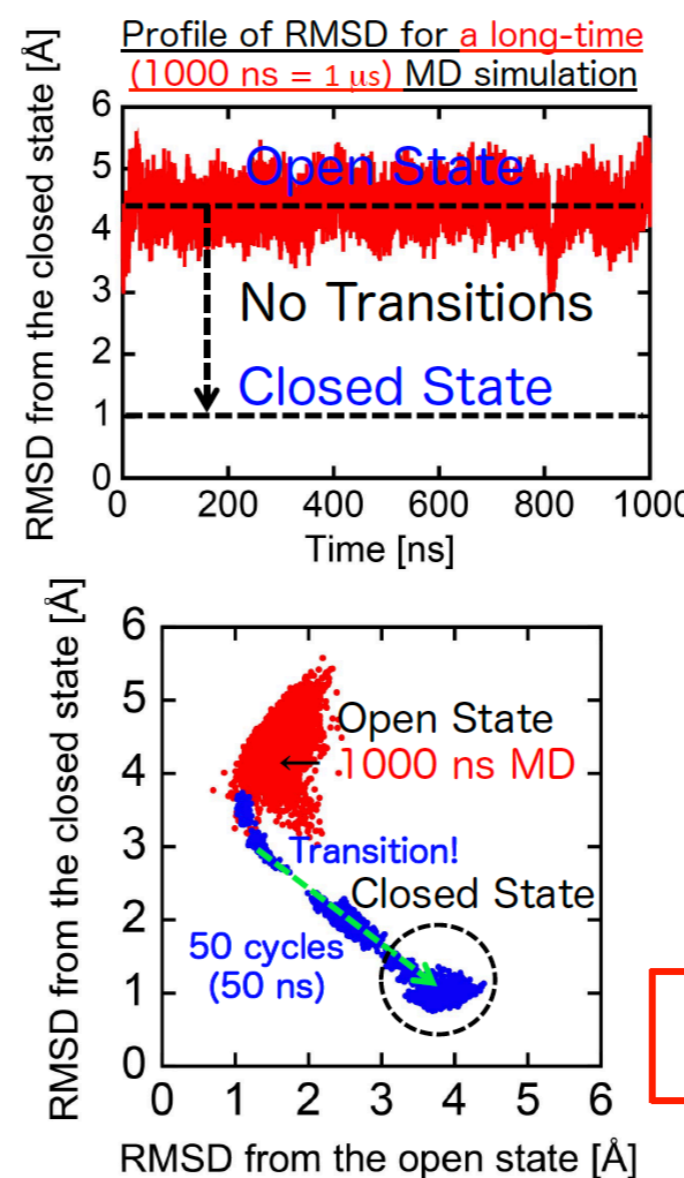 Profile of RMSD for a long-time
(1000 ns = 1 μs) MD simulation
RMSD from the closed state [Å]
6
5
4
3
2
1
0
Open State
No Transitions
Closed State
0 200 400 600 800 1000
Time [ns]
RMSD from the closed state [Å]
6
5
4
3
2
1
0
Open State
← 1000 ns MD
Transition!
Closed State
50 cycles
(50 ns)
0 1 2 3 4 5 6
RMSD from the open state [Å]